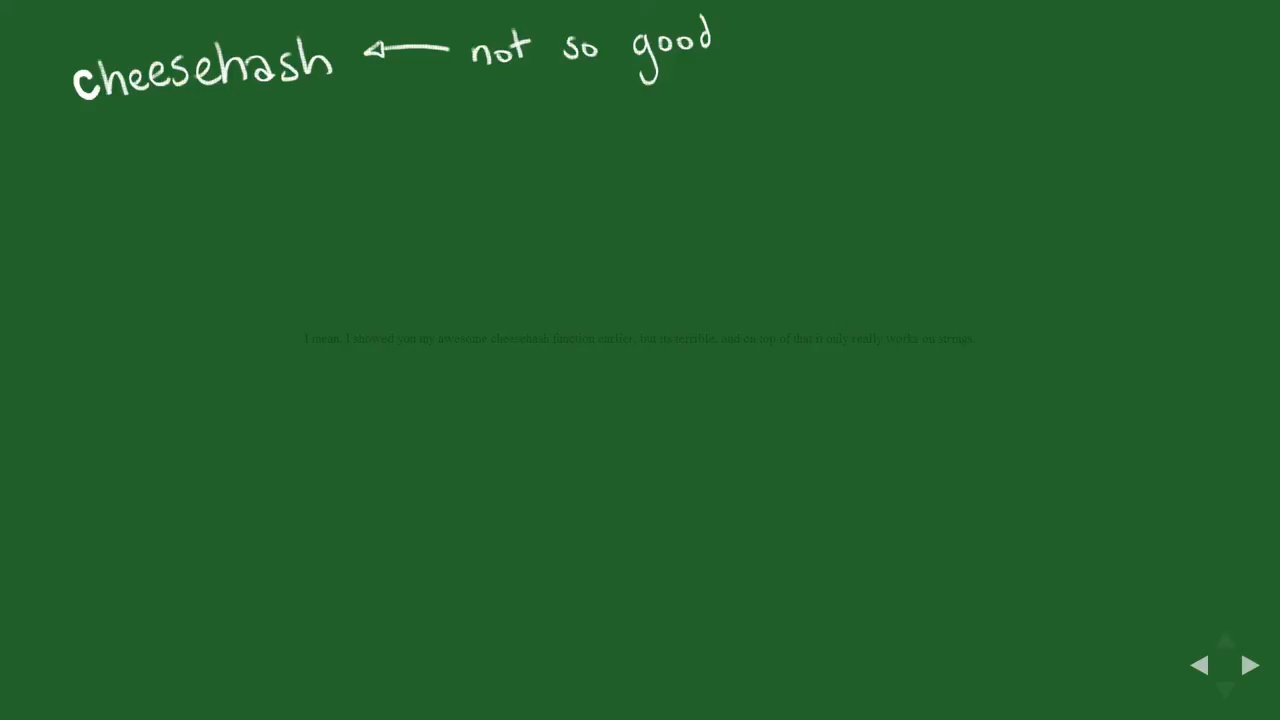 cheesehash not so good
I mean, I showed you my awesome cheesehash function earlier, but its terrible, and on top of that it only really works on strings.